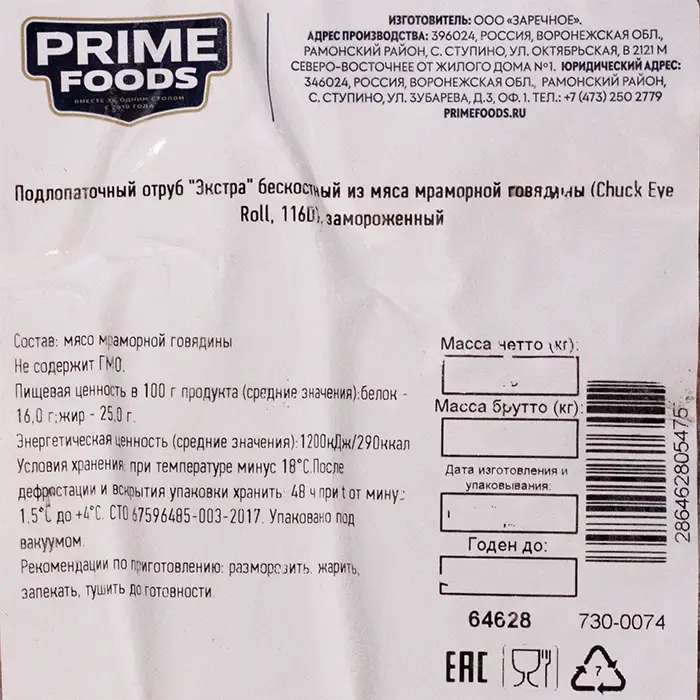 PRIME
FOODS
ВМЕСТЕ ЗА ОДНИМ СТОЛОМ
С 2010 ГОДА
ИЗГОТОВИТЕЛЬ: ООО «ЗАРЕЧНОЕ».
АДРЕС ПРОИЗВОДСТВА: 396024, РОССИЯ, ВОРОНЕЖСКАЯ ОБЛ.,
РАМОНСКИЙ РАЙОН, С. СТУПИНО, УЛ. ОКТЯБРЬСКАЯ, В 2121 М
СЕВЕРО-ВОСТОЧНЕЕ ОТ ЖИЛОГО ДОМА №1. ЮРИДИЧЕСКИЙ АДРЕС:
346024, РОССИЯ, ВОРОНЕЖСКАЯ ОБЛ., РАМОНСКИЙ РАЙОН,
С. СТУПИНО, УЛ. ЗУБАРЕВА, Д.3, ОФ. 1. ТЕЛ.: +7 (473) 250 2779
PRIMEFOODS.RU
Подлопаточный отруб "Экстра" бескостный из мяса мраморной говядины (Chuck Eye
Roll, 116D), замороженный
Состав: мясо мраморной говядины
Не содержит ГМО.
Пищевая ценность в 100 г продукта (средние значения):белок -
16,0 г;жир - 25,0 г.
Энергетическая ценность (средние значения): 1200кДж/290ккал
Условия хранения: при температуре минус 18°С.После
дефростации и вскрытия упаковки хранить 48 ч при t от минус
1,5°С до +4°С. СТО 67596485-003-2017. Упаковано под
вакуумом.
Рекомендации по приготовлению: разморозить, жарить,
запекать, тушить до готовности.
Масса нетто (кг):
Масса брутто (кг):
Дата изготовления и
упаковывания:
Годен до:
2864628054​75
64628
730-0074
EAC
7